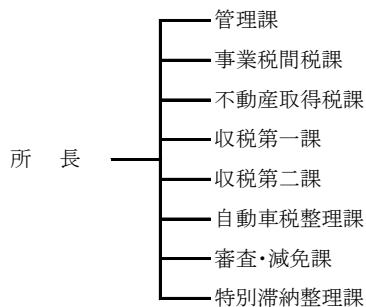 管理課
事業税間税課
不動産取得税課
収税第一課
所　長
収税第二課
自動車税整理課
審査・減免課
特別滞納整理課